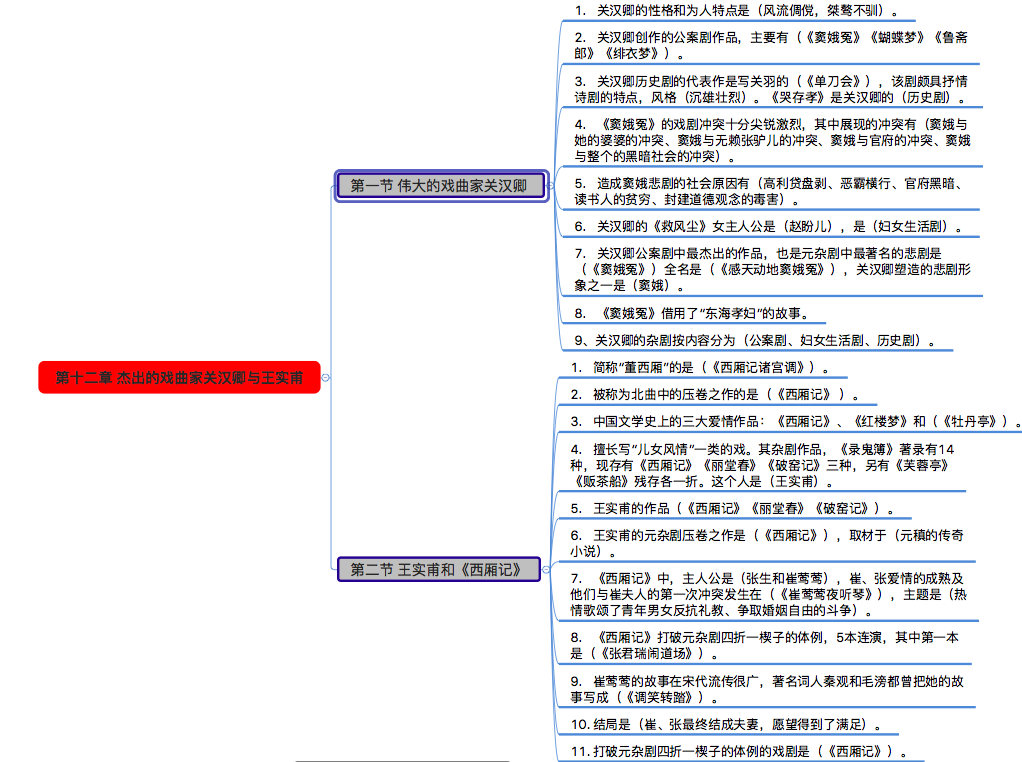 第十二章 杰出的戏曲家关汉卿与王实甫
第一节 伟大的戏曲家关汉卿
1. 关汉卿的性格和为人特点是（风流倜傥，桀骜不驯）。
2. 关汉卿创作的公案剧作品，主要有（《窦娥冤》《蝴蝶梦》《鲁斋
郎》《绯衣梦》）。
3. 关汉卿历史剧的代表作是写关羽的（《单刀会》），该剧颇具抒情
诗剧的特点，风格（沉雄壮烈）。《哭存孝》是关汉卿的（历史剧）。
4. 《窦娥冤》的戏剧冲突十分尖锐激烈，其中展现的冲突有（窦娥与
她的婆婆的冲突、窦娥与无赖张驴儿的冲突、窦娥与官府的冲突、窦娥
与整个的黑暗社会的冲突）。
5. 造成窦娥悲剧的社会原因有（高利贷盘剥、恶霸横行、官府黑暗、
读书人的贫穷、封建道德观念的毒害）。
6. 关汉卿的《救风尘》女主人公是（赵盼儿），是（妇女生活剧）。
7. 关汉卿公案剧中最杰出的作品，也是元杂剧中最著名的悲剧是
（《窦娥冤》）全名是（《感天动地窦娥冤》），关汉卿塑造的悲剧形
象之一是（窦娥）。
8. 《窦娥冤》借用了“东海孝妇”的故事。
9、关汉卿的杂剧按内容分为（公案剧、妇女生活剧、历史剧）。
第二节 王实甫和《西厢记》
1. 简称“董西厢”的是（《西厢记诸宫调》）。
2. 被称为北曲中的压卷之作的是（《西厢记》 ）。
3. 中国文学史上的三大爱情作品：《西厢记》、《红楼梦》和（《牡丹亭》）。
4. 擅长写“儿女风情”一类的戏。其杂剧作品，《录鬼簿》著录有14
种，现存有《西厢记》《丽堂春》《破窑记》三种，另有《芙蓉亭》
《贩茶船》残存各一折。这个人是（王实甫）。
5. 王实甫的作品（《西厢记》《丽堂春》《破窑记》）。
6. 王实甫的元杂剧压卷之作是（《西厢记》），取材于（元稹的传奇
小说）。
7. 《西厢记》中，主人公是（张生和崔莺莺），崔、张爱情的成熟及
他们与崔夫人的第一次冲突发生在（《崔莺莺夜听琴》），主题是（热
情歌颂了青年男女反抗礼教、争取婚姻自由的斗争）。
8. 《西厢记》打破元杂剧四折一楔子的体例，5本连演，其中第一本
是（《张君瑞闹道场》）。
9. 崔莺莺的故事在宋代流传很广，著名词人秦观和毛滂都曾把她的故
事写成（《调笑转踏》）。
10. 结局是（崔、张最终结成夫妻，愿望得到了满足）。
11. 打破元杂剧四折一楔子的体例的戏剧是（《西厢记》）。